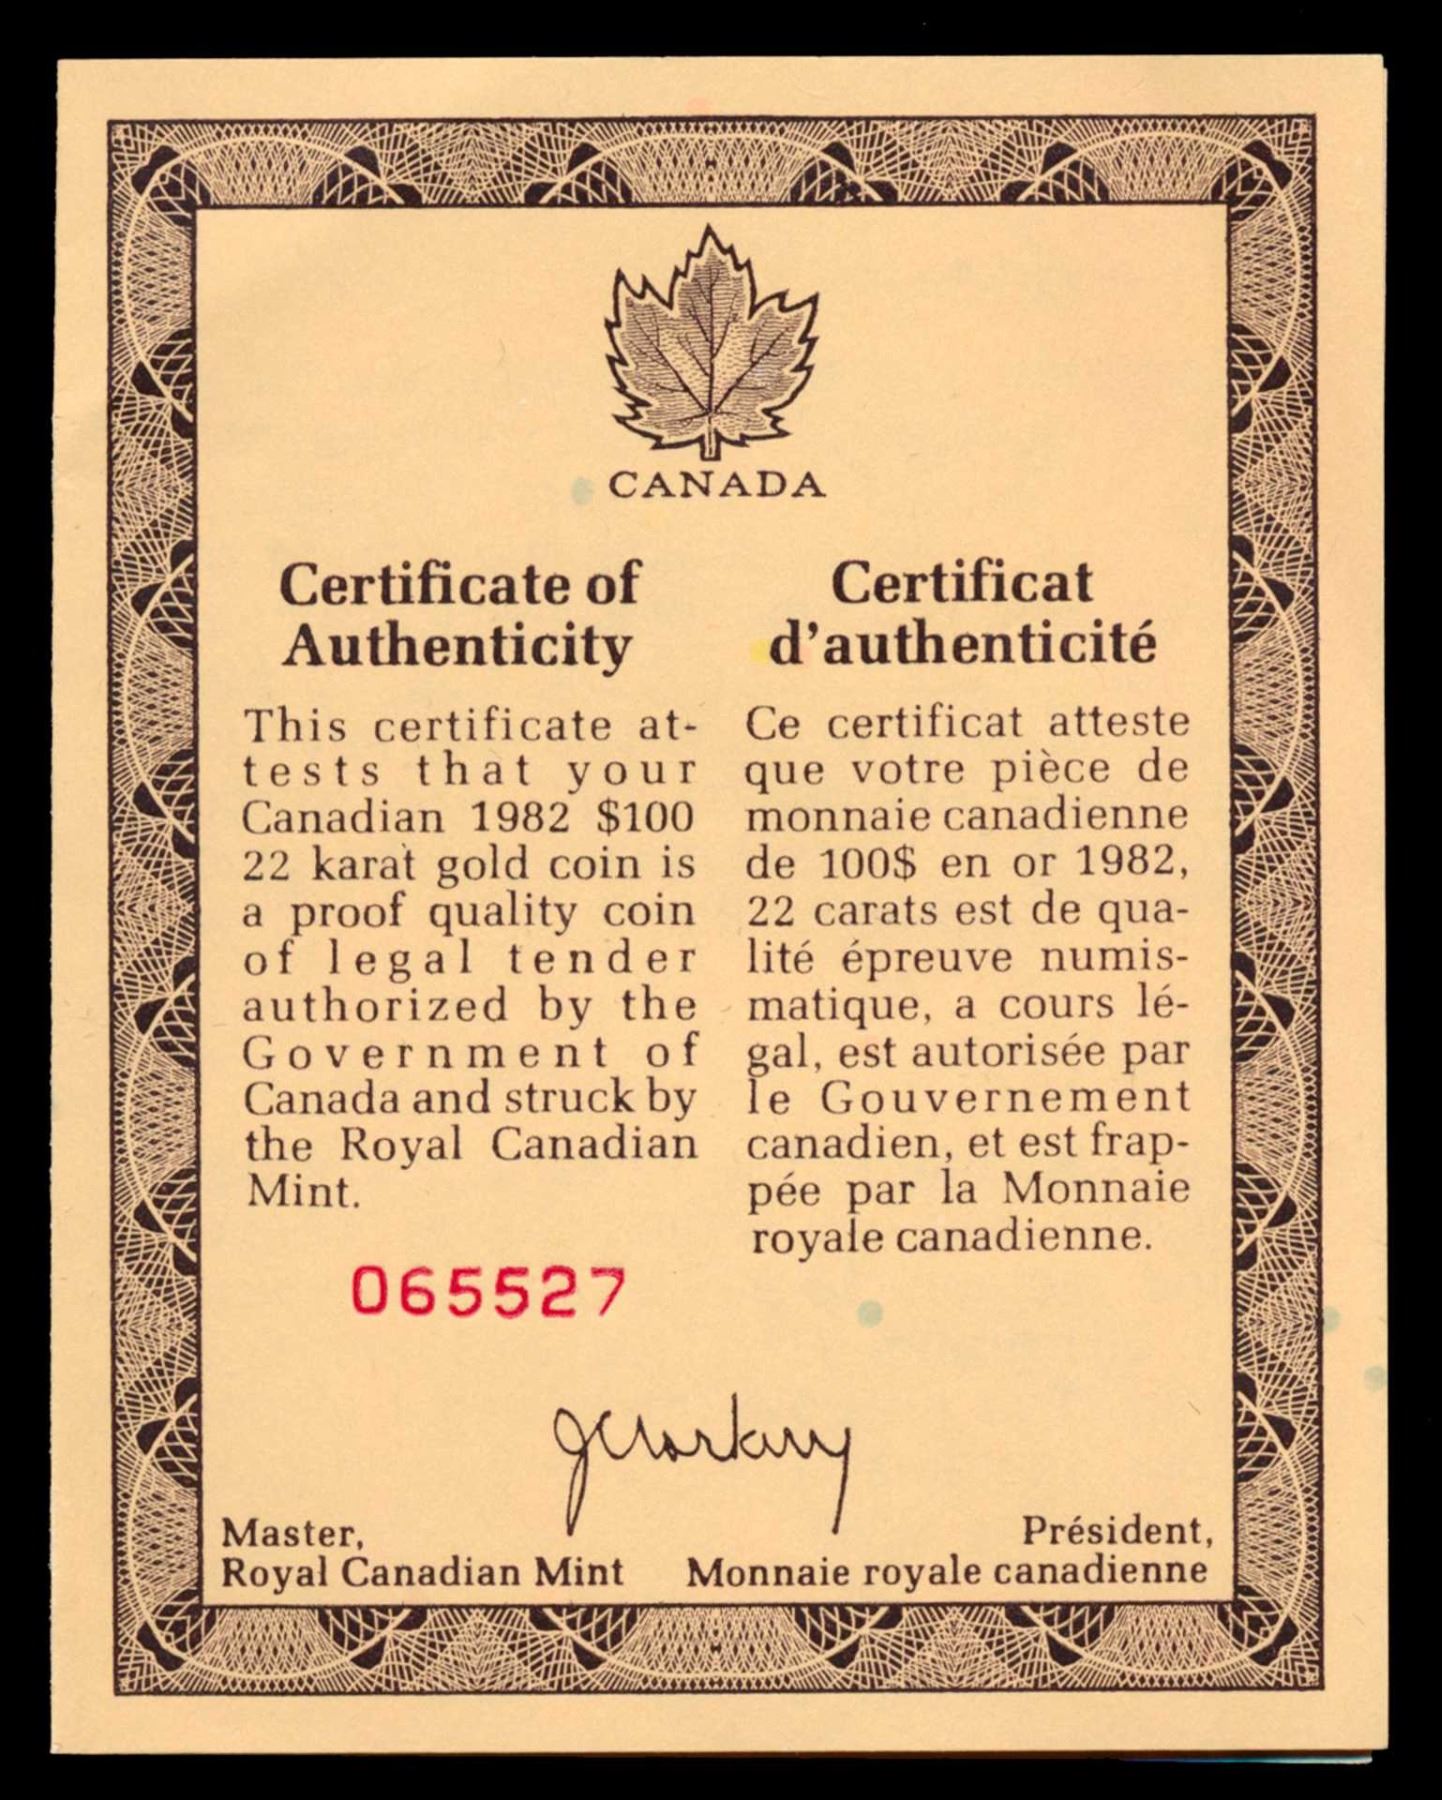 CANADA
Certificate of
Authenticity
This certificate at-
tests that your
Canadian 1982 $100
22 karat gold coin is
a proof quality coin
of legal tender
authorized by the
Government of
Canada and struck by
the Royal Canadian
Mint.
065527
Certificat
d'authenticité
Ce certificat atteste
que votre pièce de
monnaie canadienne
de 100$ en or 1982,
22 carats est de qua-
lité épreuve numis-
matique, a cours lé-
gal, est autorisée par
le Gouvernement
canadien, et est frap-
pée par la Monnaie
royale canadienne.
Master,
Royal Canadian Mint
Président,
Monnaie royale canadienne